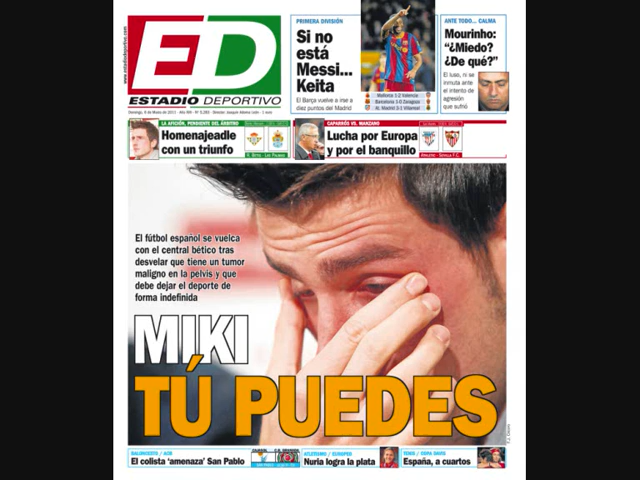 www.estadiodeportivo.com
ED
ESTADIO DEPORTIVO
PRIMERA DIVISIÓN
Si no
está
Messi...
Keita
El Barça vuelve a irse a
diez puntos del Madrid
Mallorca 1-2 Valencia
Barcelona 1-0 Zaragoza
At. Madrid 3-1 Villarreal
ANTE TODO... CALMA
Mourinho:
“¿Miedo?
¿De qué?”
El luso, ni se
inmuta ante
el intento de
agresión
que sufrió
LA AFICIÓN, PENDIENTE DEL ÁRBITRO
Homenajeadle
con un triunfo
R. Betis - Las Palmas
CAPARRÓS VS. MANZANO
Lucha por Europa
y por el banquillo
Athletic - Sevilla F.C.
El fútbol español se vuelca
con el central bético tras
desvelar que tiene un tumor
maligno en la pelvis y que
debe dejar el deporte de
forma indefinida
MIKI
TÚ PUEDES
BALONCESTO / ACB
El colista ‘amenaza’ San Pablo
ATLETISMO / EUROPEO
Nuria logra la plata
TENIS / COPA DAVIS
España, a cuartos